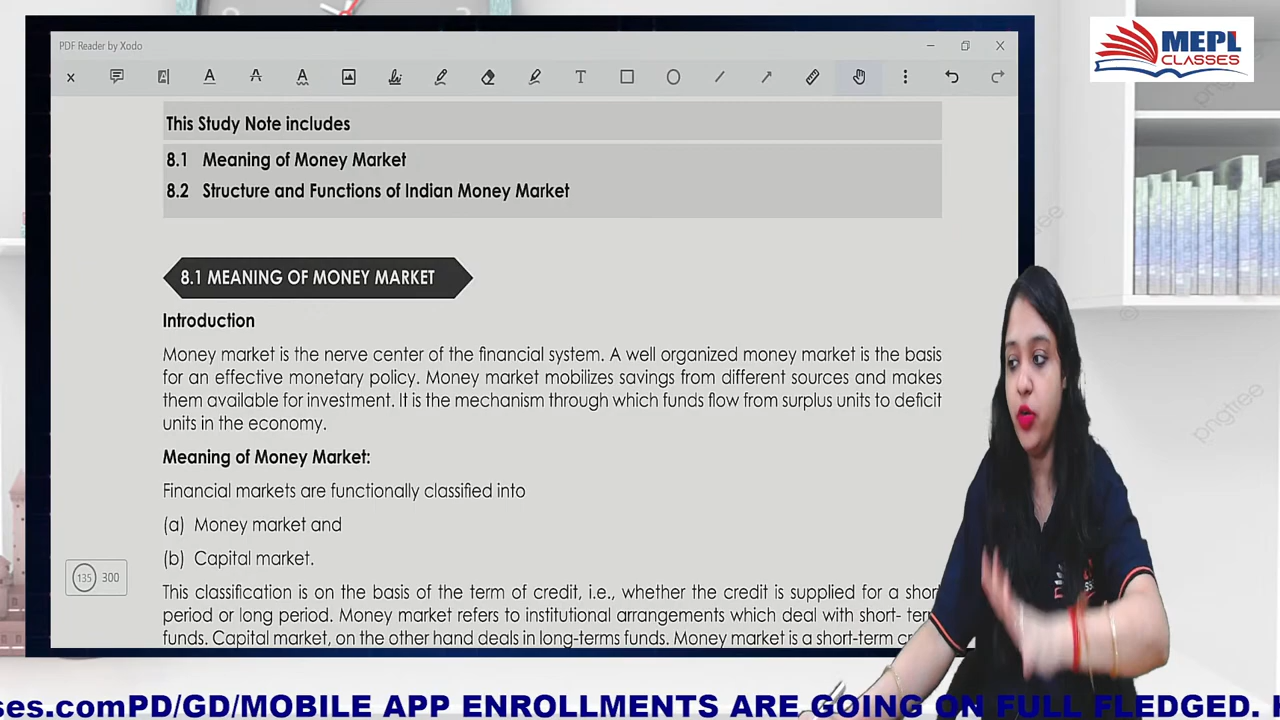 135
PDF Reader by Xodo
MEPL
CLASSES
This Study Note includes
8.1 Meaning of Money Market
8.2 Structure and Functions of Indian Money Market
8.1 MEANING OF MONEY MARKET
Introduction
Money market is the nerve center of the financial system. A well organized money market is the basis
for an effective monetary policy. Money market mobilizes savings from different sources and makes
them available for investment. It is the mechanism through which funds flow from surplus units to deficit
units in the economy.
Meaning of Money Market:
Financial markets are functionally classified into
(a) Money market and
(b) Capital market.
135 300
This classification is on the basis of the term of credit, i.e., whether the credit is supplied for a
period or long period. Money market refers to institutional arrangements which deal with short-
funds. Capital market, on the other hand deals in long-terms funds. Money market is a short-term
pngtree
pngtree
ses.comPD/GD/MOBILE APP ENROLLMENTS ARE GOING ON FULL FLEDGED.